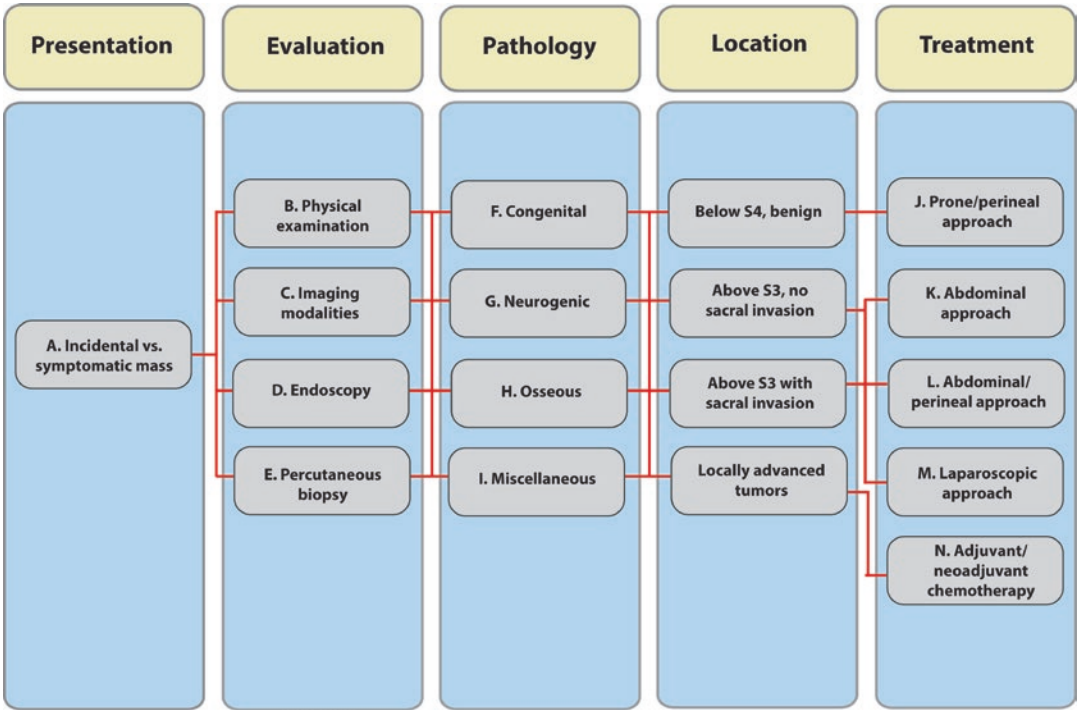 Presentation
Evaluation
Pathology
Location
Treatment
A. Incidental vs.
symptomatic mass
B. Physical
examination
C. Imaging
modalities
D. Endoscopy
E. Percutaneous
biopsy
F. Congenital
G. Neurogenic
H. Osseous
I. Miscellaneous
Below S4, benign
Above S3, no
sacral invasion
Above S3 with
sacral invasion
Locally advanced
tumors
J. Prone/perineal
approach
K. Abdominal
approach
L. Abdominal/
perineal approach
M. Laparoscopic
approach
N. Adjuvant/
neoadjuvant
chemotherapy